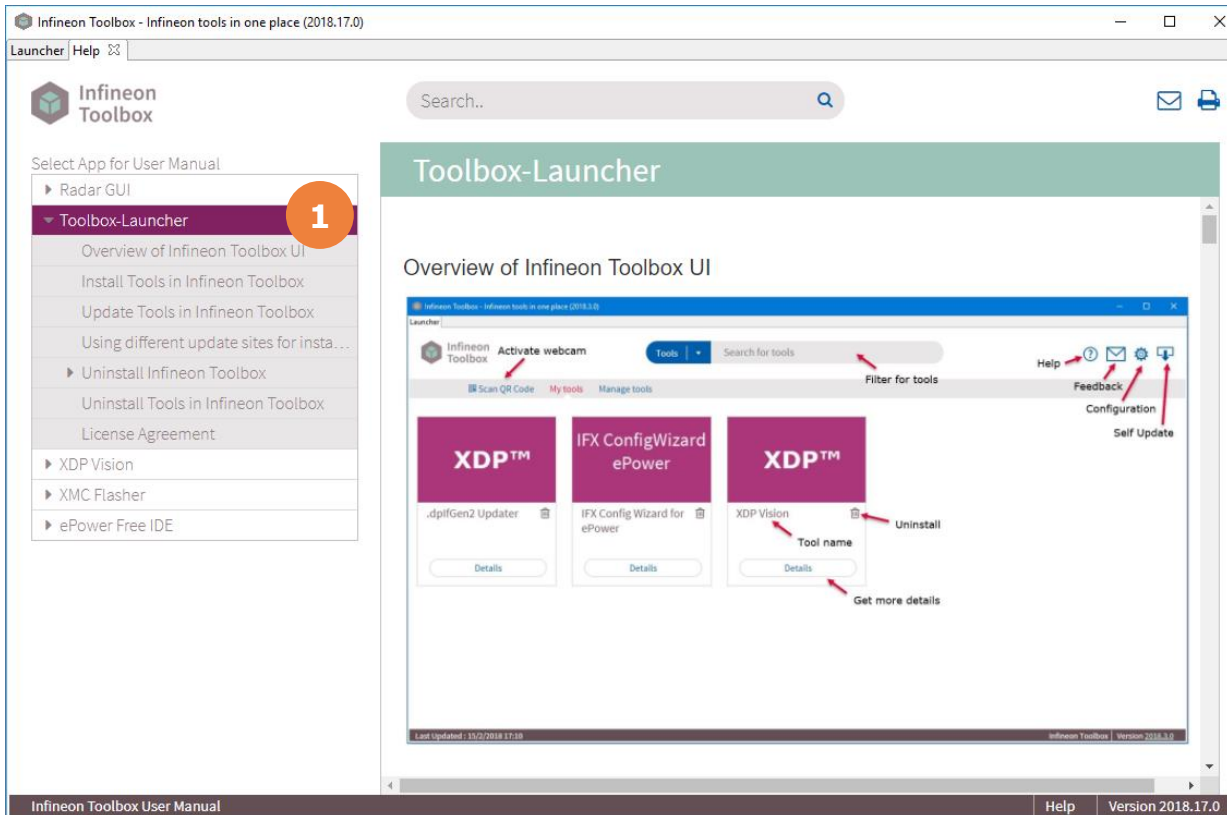 Infineon Toolbox - Infineon tools in one place (2018.17.0)
Launcher Help
Infineon
Toolbox
Search..
Select App for User Manual
Radar GUI
Toolbox-Launcher
1
Overview of Infineon Toolbox UI
Install Tools in Infineon Toolbox
Update Tools in Infineon Toolbox
Using different update sites for insta...
Uninstall Infineon Toolbox
Uninstall Tools in Infineon Toolbox
License Agreement
XDP Vision
XMC Flasher
ePower Free IDE
Toolbox-Launcher
Overview of Infineon Toolbox UI
Infineon Toolbox - Infineon tools in one place (2018.3.0)
Launcher
Infineon
Toolbox
Activate webcam
Tools
Search for tools
Filter for tools
Help
Feedback
Configuration
Self Update
Scan QR Code My tools Manage tools
XDP™
IFX ConfigWizard
ePower
XDP™
.dpIfGen2 Updater
IFX Config Wizard for
ePower
XDP Vision
Uninstall
Tool name
Details
Details
Details
Get more details
Last Updated : 15/2/2018 17:10
Infineon Toolbox Version 2018.3.0
Infineon Toolbox User Manual
Help Version 2018.17.0